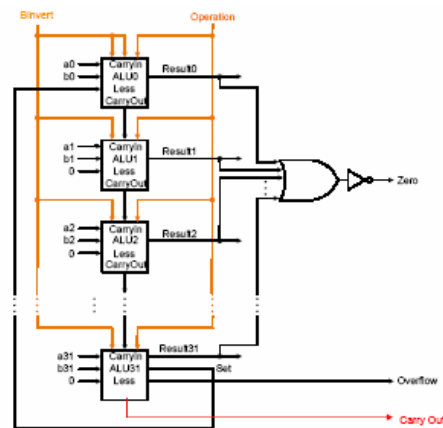 Binvert Operation
a0 CarryIn Result0
b0 ALU0
Less
CarryOut
a1 CarryIn Result1
b1 ALU1
0 Less
CarryOut
Zero
a2 CarryIn Result2
b2 ALU2
0 Less
CarryOut
a31 CarryIn Result31
b31 ALU31 Set
0 Less Overflow
Carry Out